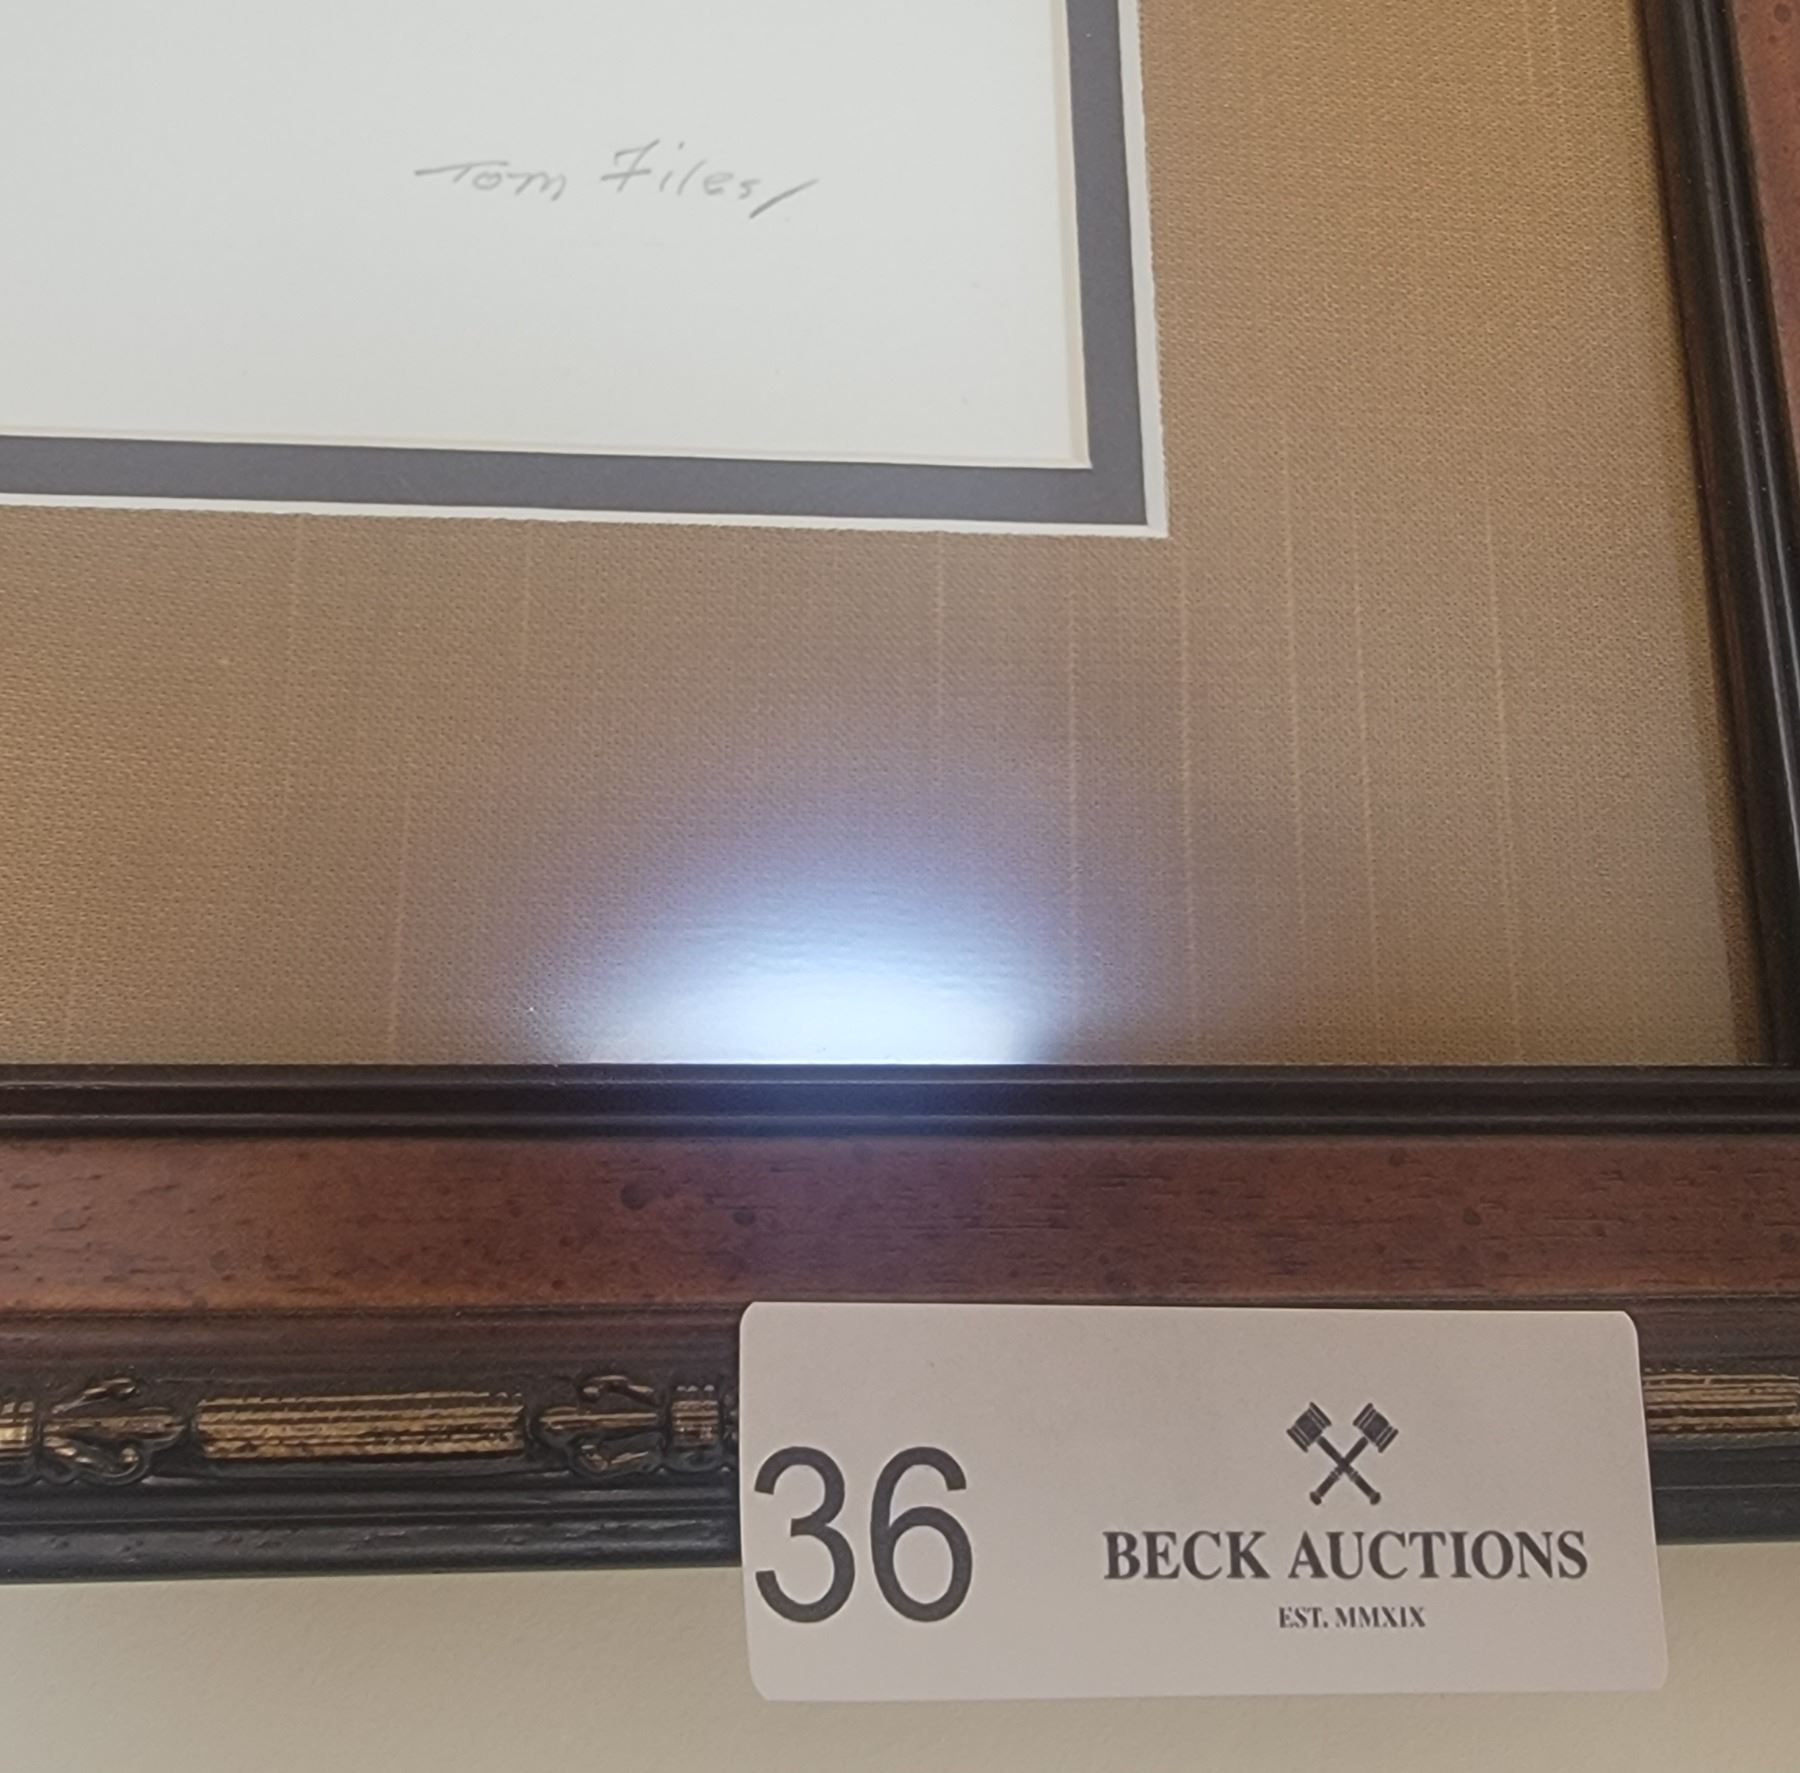 Tom Files/
36
BECK AUCTIONS
EST. MMXIX